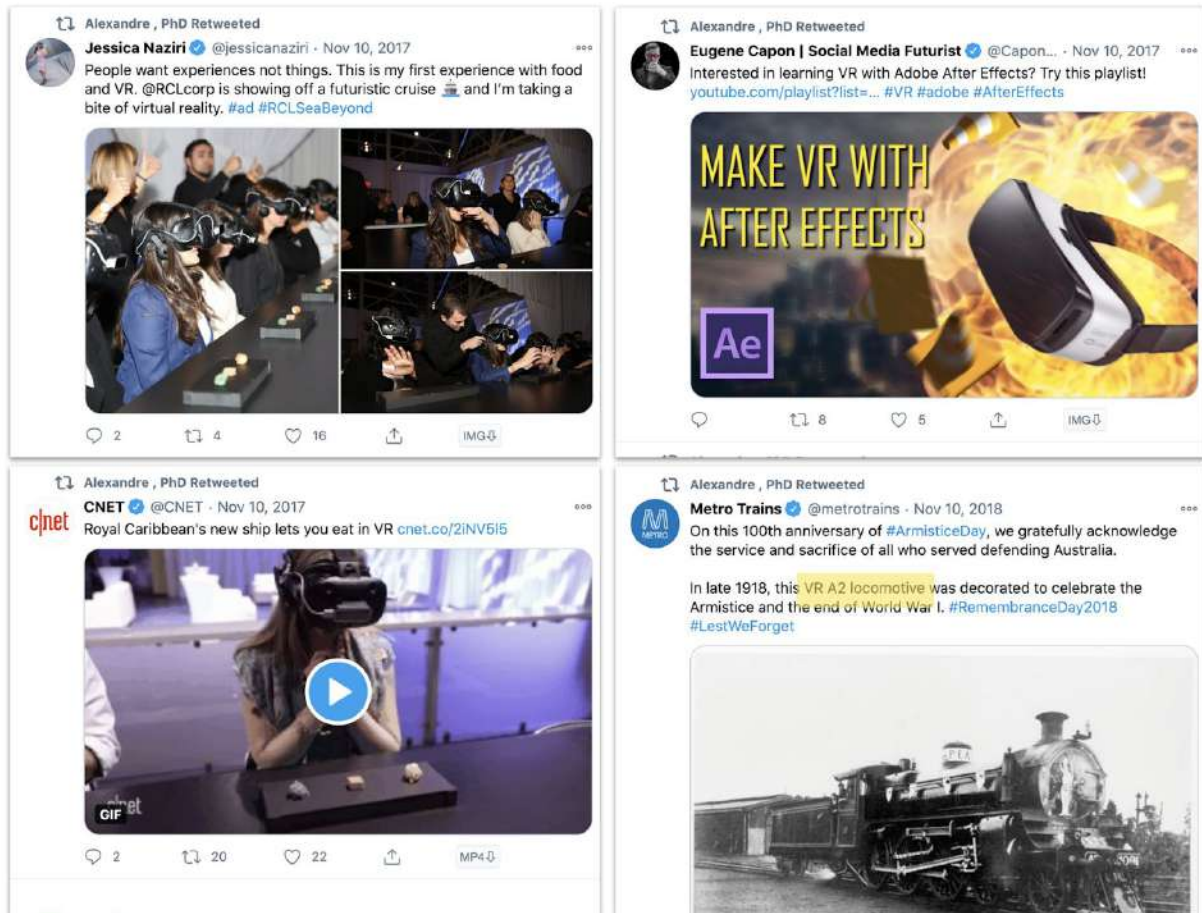 Alexandre , PhD Retweeted
Jessica Naziri @jessicanaziri · Nov 10, 2017
People want experiences not things. This is my first experience with food
and VR. @RCLcorp is showing off a futuristic cruise 🛳 and I'm taking a
bite of virtual reality. #ad #RCLSeaBeyond
2 4 16 IMG
Alexandre , PhD Retweeted
Eugene Capon | Social Media Futurist @Capon... · Nov 10, 2017
Interested in learning VR with Adobe After Effects? Try this playlist!
youtube.com/playlist?list=... #VR #adobe #AfterEffects
MAKE VR WITH
AFTER EFFECTS
Ae
8 5 IMG
Alexandre , PhD Retweeted
c|net
CNET @CNET · Nov 10, 2017
Royal Caribbean's new ship lets you eat in VR cnet.co/2iNV5I5
GIF
2 20 22 MP4
Alexandre , PhD Retweeted
METRO
Metro Trains @metrotrains · Nov 10, 2018
On this 100th anniversary of #ArmisticeDay, we gratefully acknowledge
the service and sacrifice of all who served defending Australia.
In late 1918, this VR A2 locomotive was decorated to celebrate the
Armistice and the end of World War I. #RemembranceDay2018
#LestWeForget